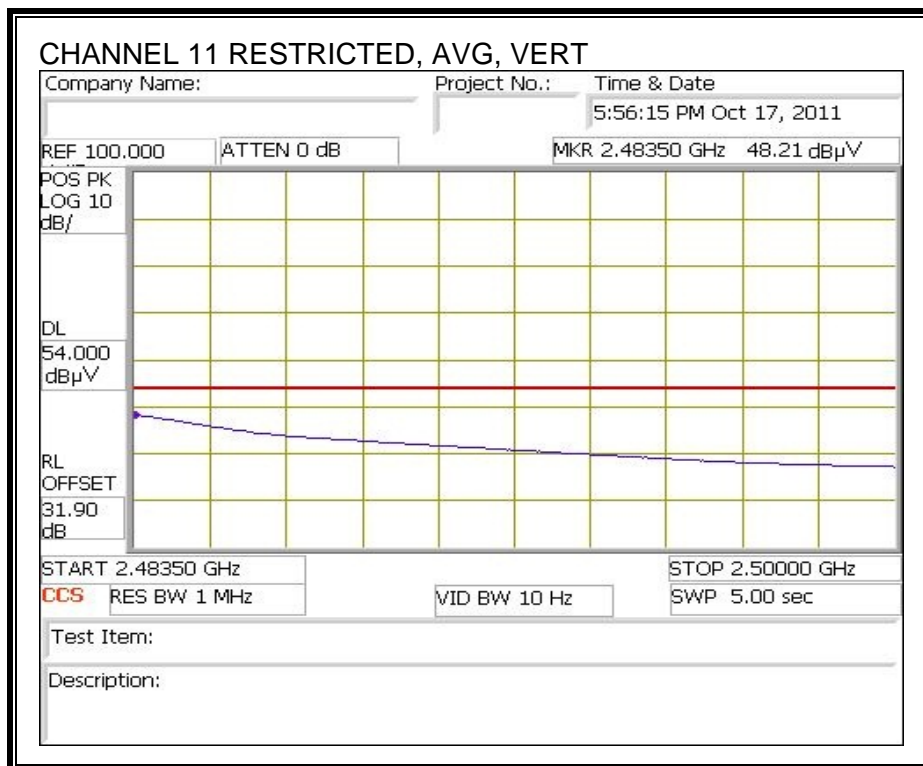 CHANNEL 11 RESTRICTED, AVG, VERT
Company Name: Project No.: Time & Date
5:56:15 PM Oct 17, 2011
REF 100.000 ATTEN 0 dB MKR 2.48350 GHz 48.21 dBµV
POS PK
LOG 10
dB/
DL
54.000
dBµV
RL
OFFSET
31.90
dB
START 2.48350 GHz STOP 2.50000 GHz
CCS RES BW 1 MHz VID BW 10 Hz SWP 5.00 sec
Test Item:
Description: